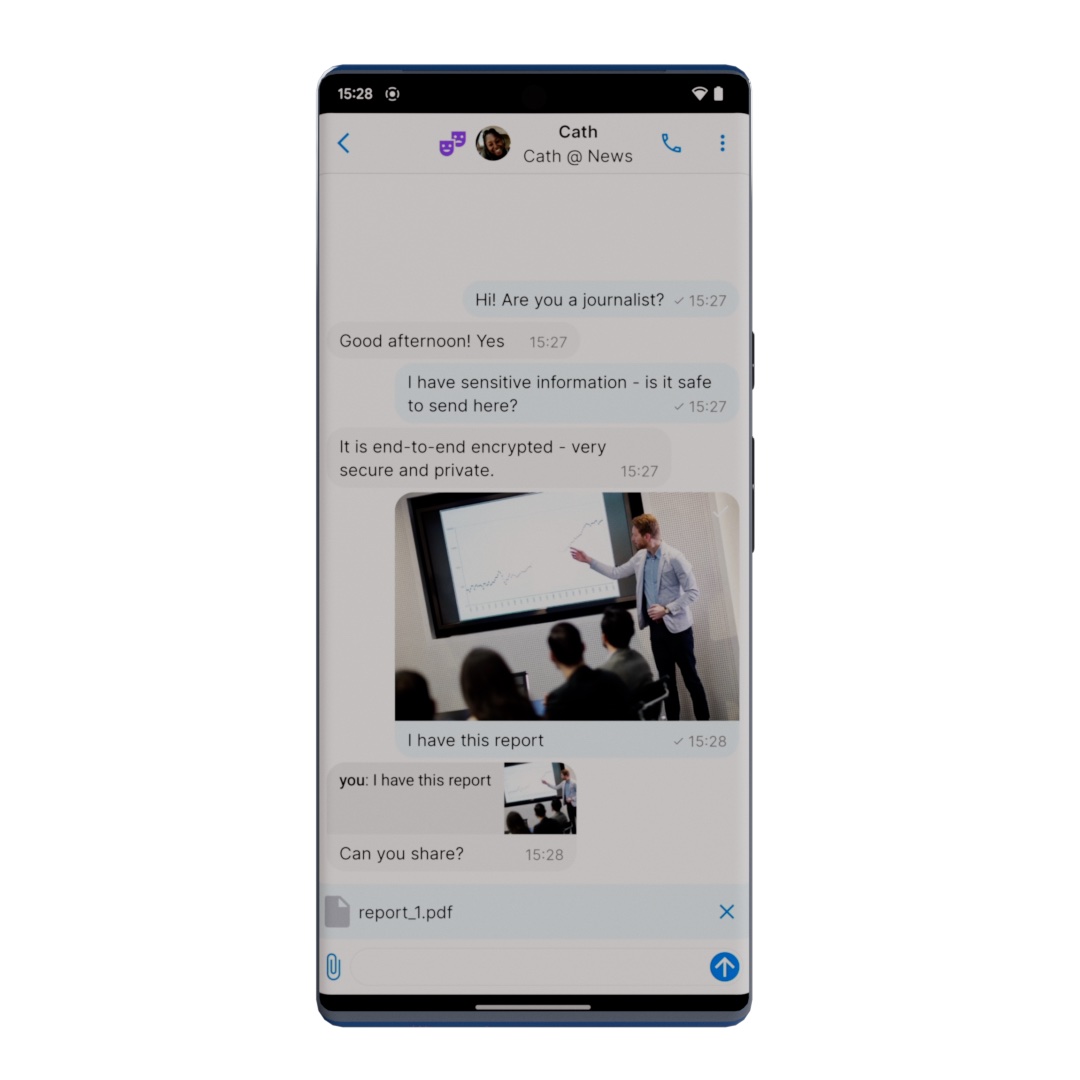 15:28
Cath
Cath @ News
Hi! Are you a journalist? 15:27
Good afternoon! Yes 15:27
I have sensitive information - is it safe
to send here? 15:27
It is end-to-end encrypted - very
secure and private. 15:27
I have this report 15:28
you: I have this report
Can you share? 15:28
report_1.pdf